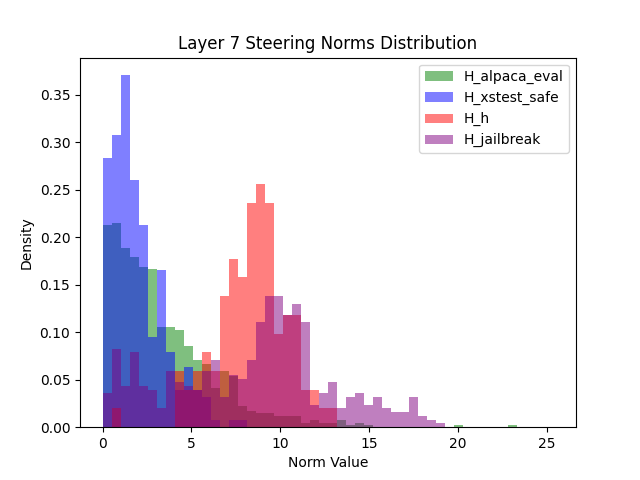 Layer 7 Steering Norms Distribution
H_alpaca_eval
H_xstest_safe
H_h
H_jailbreak
0.35
0.30
0.25
0.20
0.15
0.10
0.05
0.00
Density
0 5 10 15 20 25
Norm Value